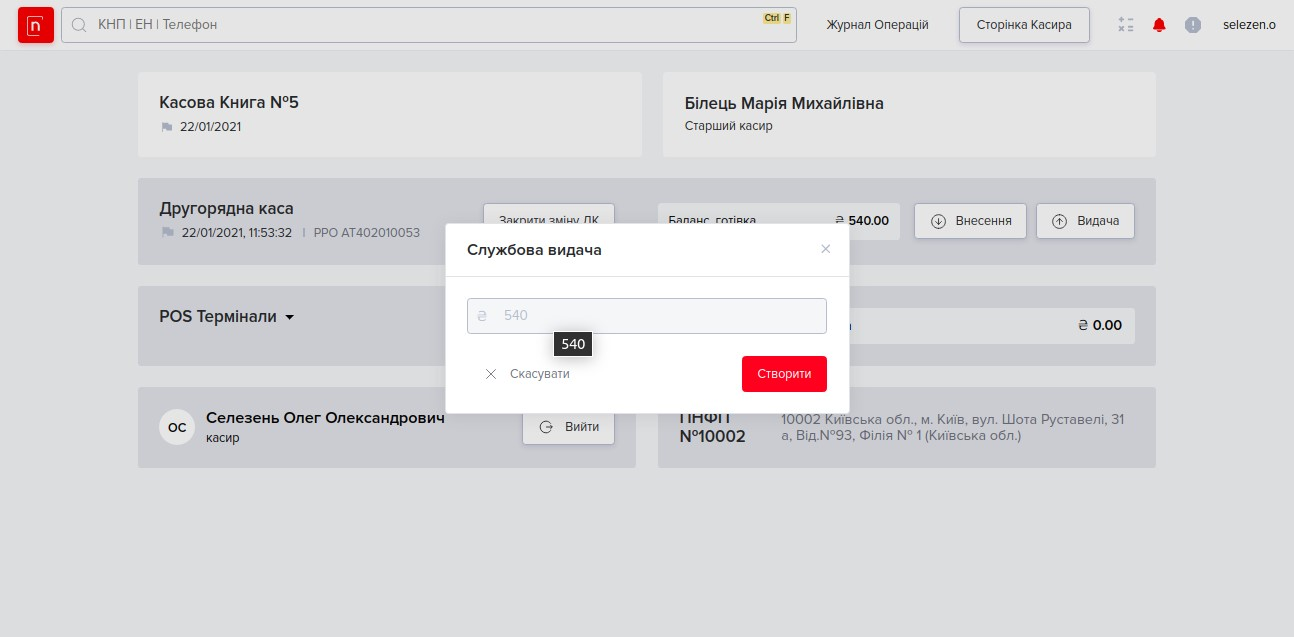 n
КНП | ЕН | Телефон
Ctrl F
Журнал Операцій
Сторінка Касира
selezen.o
Касова Книга №5
22/01/2021
Білець Марія Михайлівна
Старший касир
Другорядна каса
22/01/2021, 11:53:32 | РРО АТ402010053
Закрити зміну ДК
Баланс, готівка
₴ 540.00
Внесення
Видача
Службова видача
₴ 540
540
Скасувати
Створити
POS Термінали
₴ 0.00
ОС
Селезень Олег Олександрович
касир
Вийти
ПНФП
№10002
10002 Київська обл., м. Київ, вул. Шота Руставелі, 31
а, Від.№93, Філія № 1 (Київська обл.)